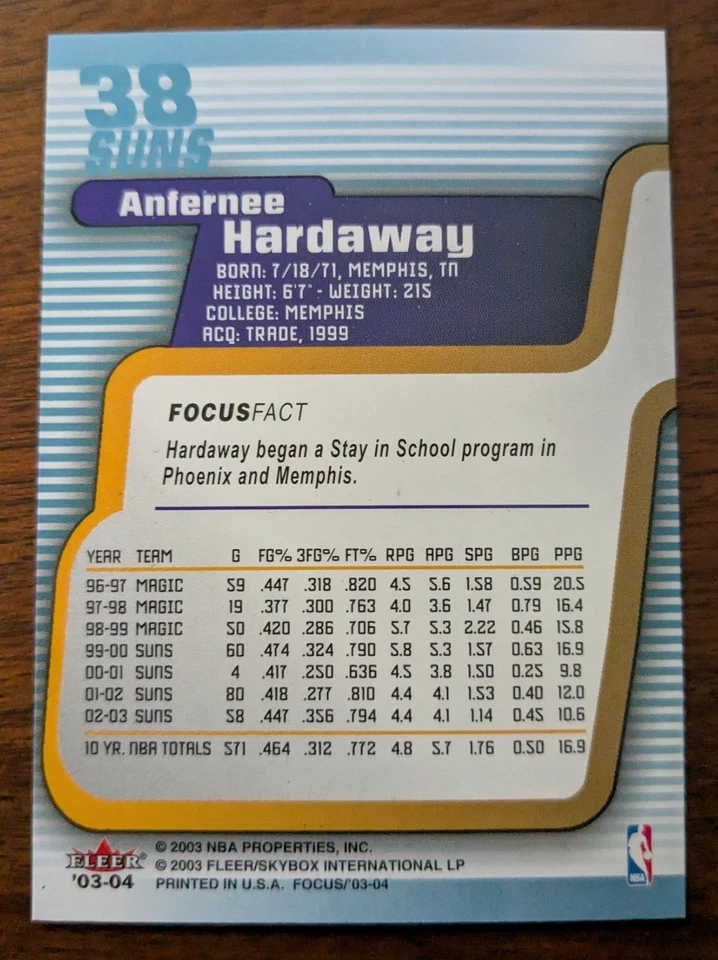 38
SUNS
Anfernee
Hardaway
BORN: 7/18/71, MEMPHIS, TN
HEIGHT: 6'7" - WEIGHT: 215
COLLEGE: MEMPHIS
ACQ: TRADE, 1999
FOCUSFACT
Hardaway began a Stay in School program in
Phoenix and Memphis.
YEAR TEAM G FG% 3FG% FT% RPG APG SPG BPG PPG
96-97 MAGIC 59 .447 .318 .820 4.5 5.6 1.58 0.59 20.5
97-98 MAGIC 19 .377 .300 .763 4.0 3.6 1.47 0.79 16.4
98-99 MAGIC 50 .420 .286 .706 5.7 5.3 2.22 0.46 15.8
99-00 SUNS 60 .474 .324 .790 5.8 5.3 1.57 0.63 16.9
00-01 SUNS 4 .417 .250 .636 4.5 3.8 1.50 0.25 9.8
01-02 SUNS 80 .418 .277 .810 4.4 4.1 1.53 0.40 12.0
02-03 SUNS 58 .447 .356 .794 4.4 4.1 1.14 0.45 10.6
10 YR. NBA TOTALS 571 .464 .312 .772 4.8 5.7 1.76 0.50 16.9
FLEER
'03-04
© 2003 NBA PROPERTIES, INC.
© 2003 FLEER/SKYBOX INTERNATIONAL LP
PRINTED IN U.S.A. FOCUS/'03-04
NBA